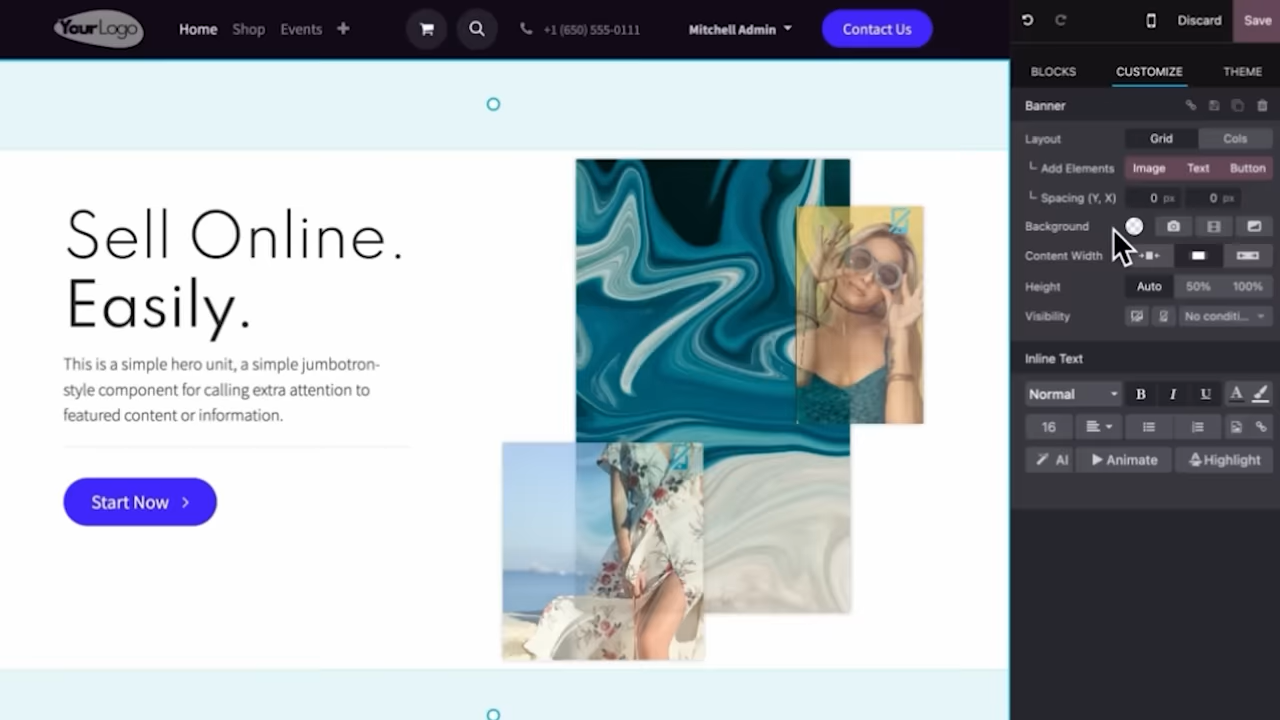 YourLogo Home Shop Events + +1 (650) 555-0111 Mitchell Admin Contact Us
Discard Save
BLOCKS CUSTOMIZE THEME
Banner
Layout Grid Cols
Add Elements Image Text Button
Spacing (Y, X) 0 px 0 px
Background
Content Width
Height Auto 50% 100%
Visibility No conditi...
Inline Text
Normal B I U A
16
AI Animate Highlight
Sell Online.
Easily.
This is a simple hero unit, a simple jumbotron-
style component for calling extra attention to
featured content or information.
Start Now